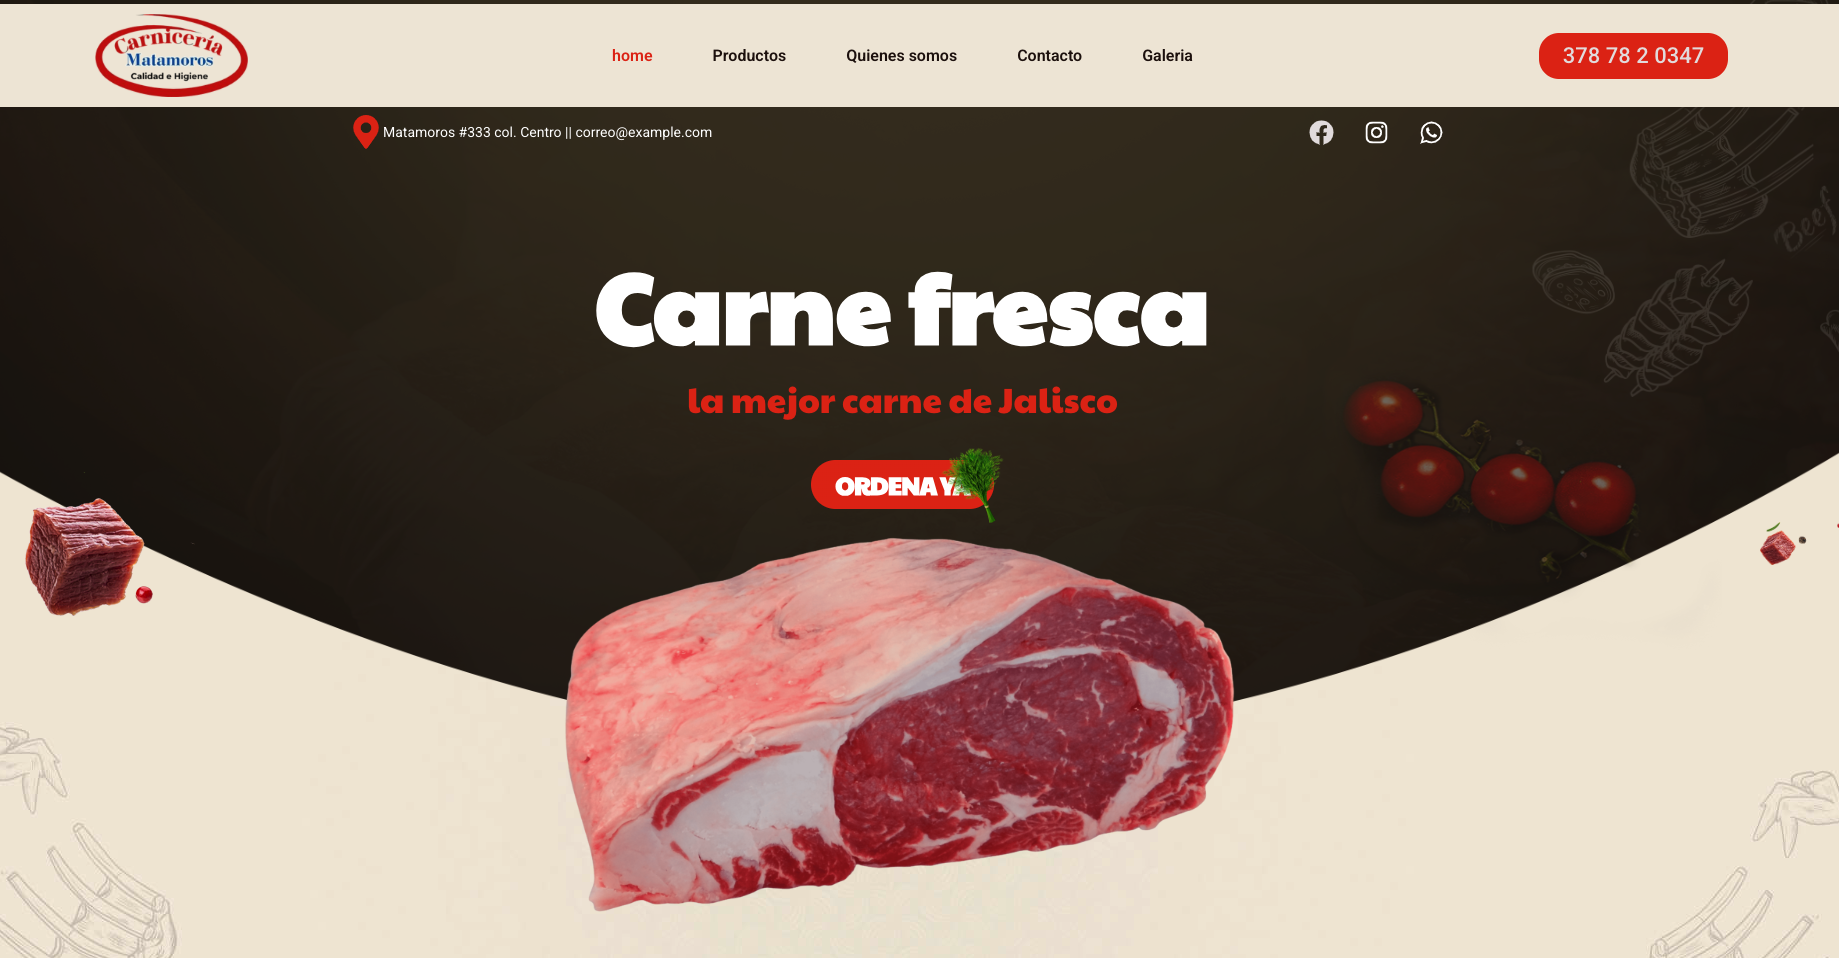 Carnicería
Matamoros
Calidad e Higiene
home
Productos
Quienes somos
Contacto
Galeria
378 78 2 0347
Matamoros #333 col. Centro || correo@example.com
Beef
Carne fresca
la mejor carne de Jalisco
ORDENA YA